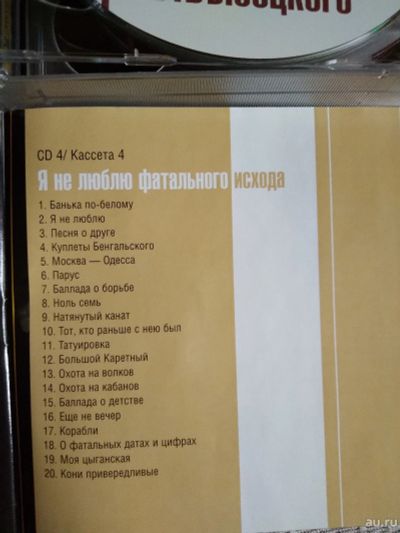 ВЫСОЦКОГО
CD 4/ Кассета 4
Я не люблю фатального исхода
1. Банька по-белому
2. Я не люблю
3. Песня о друге
4. Куплеты Бенгальского
5. Москва — Одесса
6. Парус
7. Баллада о борьбе
8. Ноль семь
9. Натянутый канат
10. Тот, кто раньше с нею был
11. Татуировка
12. Большой Каретный
13. Охота на волков
14. Охота на кабанов
15. Баллада о детстве
16. Еще не вечер
17. Корабли
18. О фатальных датах и цифрах
19. Моя цыганская
20. Кони привередливые
au.ru